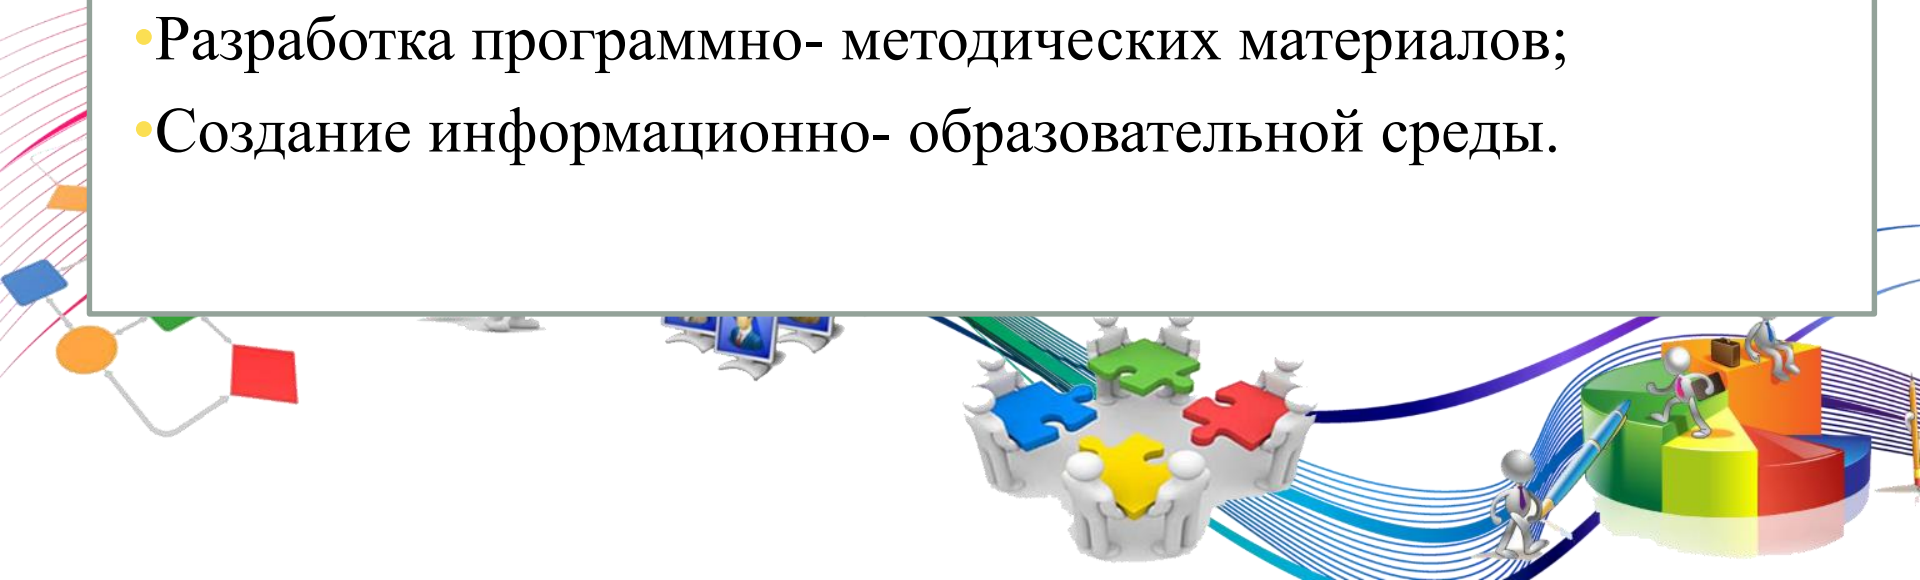 •Разработка программно- методических материалов;
•Создание информационно- образовательной среды.